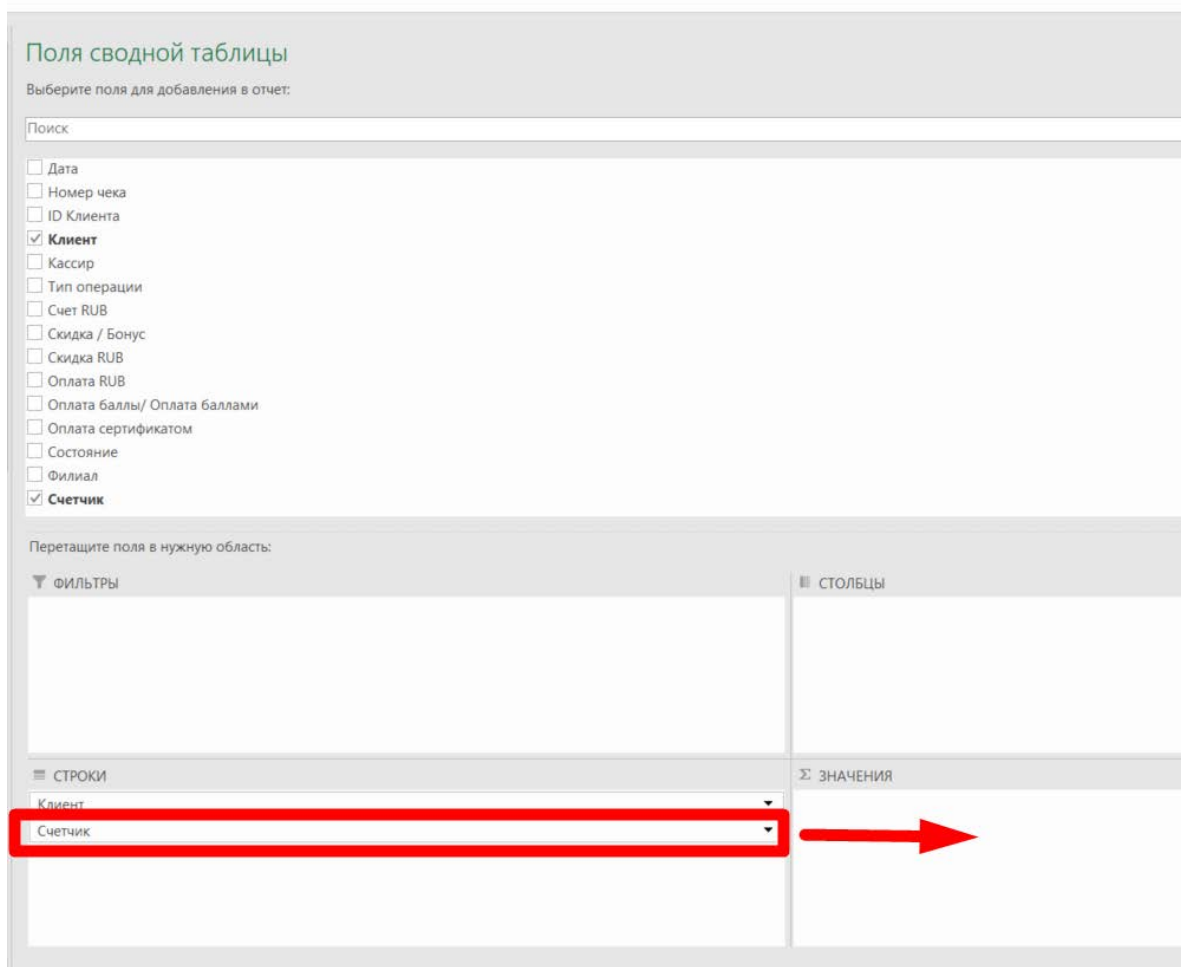 Поля сводной таблицы
Выберите поля для добавления в отчет:
Поиск
Дата
Номер чека
ID Клиента
Клиент
Кассир
Тип операции
Счет RUB
Скидка / Бонус
Скидка RUB
Оплата RUB
Оплата баллы/ Оплата баллами
Оплата сертификатом
Состояние
Филиал
Счетчик
Перетащите поля в нужную область:
ФИЛЬТРЫ
СТОЛБЦЫ
СТРОКИ
Σ ЗНАЧЕНИЯ
Клиент
Счетчик